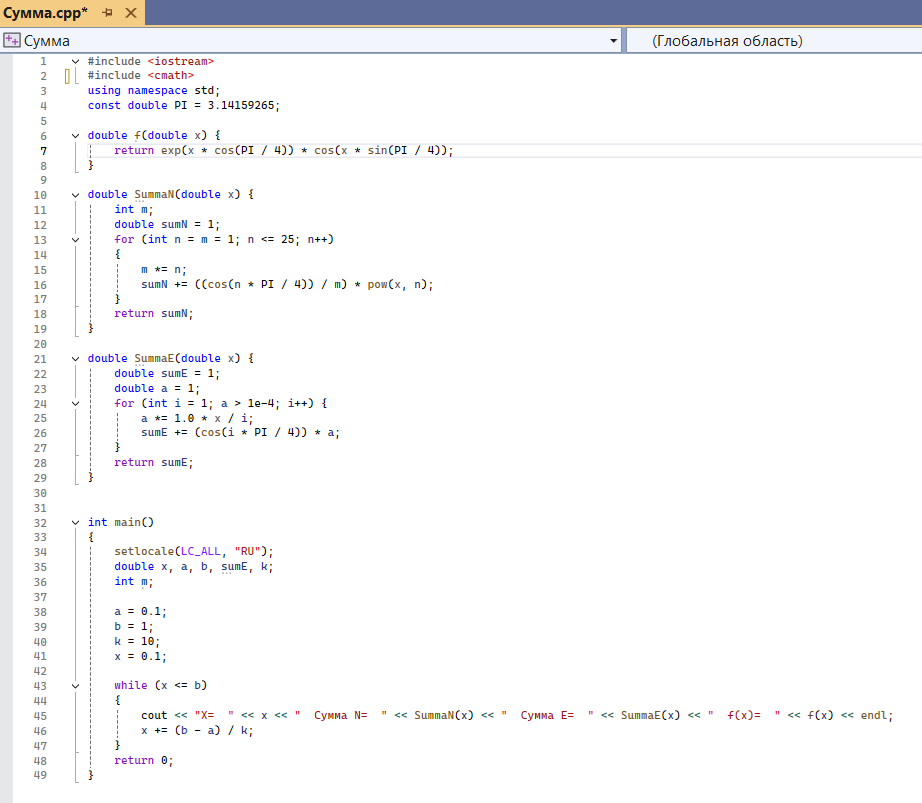 Сумма.cpp*
Сумма (Глобальная область)
1 #include <iostream>
2 #include <cmath>
3 using namespace std;
4 const double PI = 3.14159265;
5
6 double f(double x) {
7 return exp(x * cos(PI / 4)) * cos(x * sin(PI / 4));
8 }
9
10 double SummaN(double x) {
11 int m;
12 double sumN = 1;
13 for (int n = m = 1; n <= 25; n++)
14 {
15 m *= n;
16 sumN += ((cos(n * PI / 4)) / m) * pow(x, n);
17 }
18 return sumN;
19 }
20
21 double SummaE(double x) {
22 double sumE = 1;
23 double a = 1;
24 for (int i = 1; a > 1e-4; i++) {
25 a *= 1.0 * x / i;
26 sumE += (cos(i * PI / 4)) * a;
27 }
28 return sumE;
29 }
30
31
32 int main()
33 {
34 setlocale(LC_ALL, "RU");
35 double x, a, b, sumE, k;
36 int m;
37
38 a = 0.1;
39 b = 1;
40 k = 10;
41 x = 0.1;
42
43 while (x <= b)
44 {
45 cout << "X=  " << x << "  Сумма N=  " << SummaN(x) << "  Сумма E=  " << SummaE(x) << "  f(x)=  " << f(x) << endl;
46 x += (b - a) / k;
47 }
48 return 0;
49 }